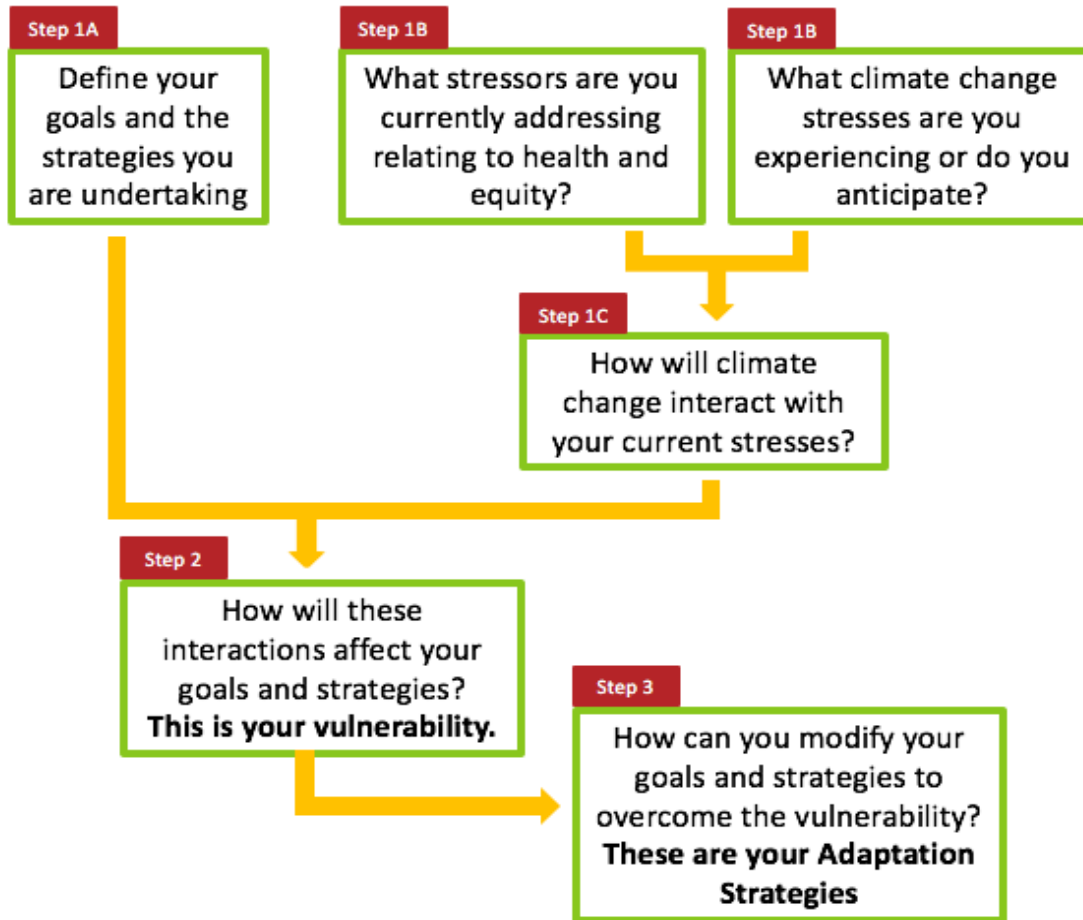 Step 1A
Define your
goals and the
strategies you
are undertaking
Step 1B
What stressors are you
currently addressing
relating to health and
equity?
Step 1B
What climate change
stresses are you
experiencing or do you
anticipate?
Step 1C
How will climate
change interact with
your current stresses?
Step 2
How will these
interactions affect your
goals and strategies?
This is your vulnerability.
Step 3
How can you modify your
goals and strategies to
overcome the vulnerability?
These are your Adaptation
Strategies